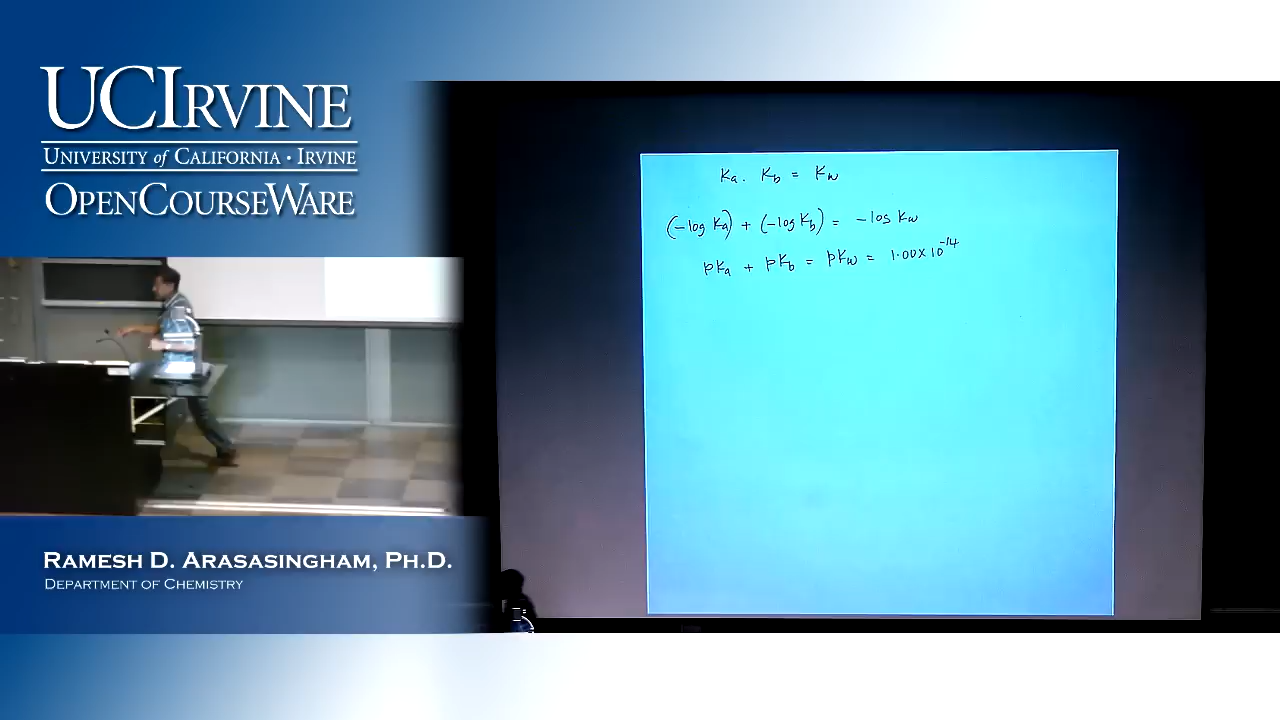 UCIRVINE
UNIVERSITY of CALIFORNIA · IRVINE
OPENCOURSEWARE
Ka · Kb = Kw
(-log Ka) + (-log Kb) = -log Kw
pKa + pKb = pKw = 1.00 x 10^-14
RAMESH D. ARASASINGHAM, PH.D.
DEPARTMENT OF CHEMISTRY